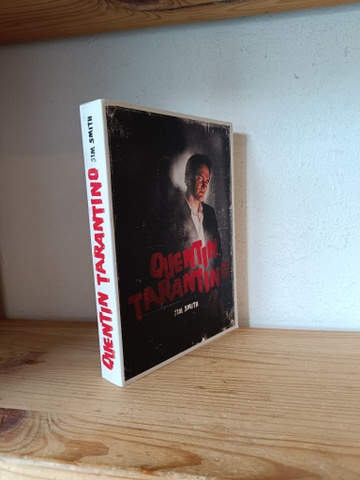 QUENTIN TARANTINO JIM SMITH
QUENTIN
TARANTINO
JIM SMITH